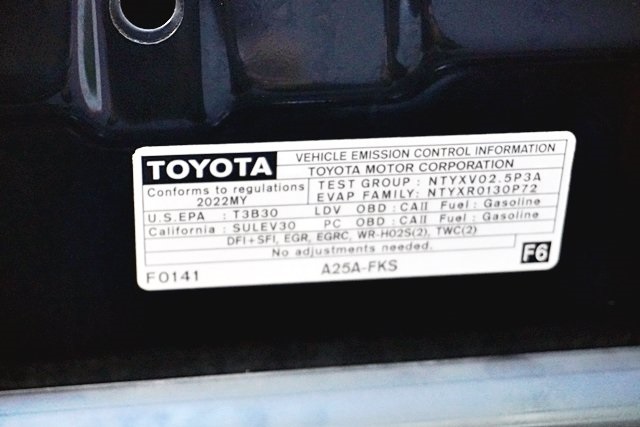 TOYOTA
VEHICLE EMISSION CONTROL INFORMATION
TOYOTA MOTOR CORPORATION
Conforms to regulations
2022MY
TEST GROUP : NTYXV02.5P3A
EVAP FAMILY: NTYXR0130P72
U.S.EPA : T3B30 LDV OBD : CAII Fuel : Gasoline
California : SULEV30 PC OBD : CAII Fuel : Gasoline
DFI+SFI, EGR, EGRC, WR-HO2S(2), TWC(2)
No adjustments needed.
F0141 A25A-FKS F6